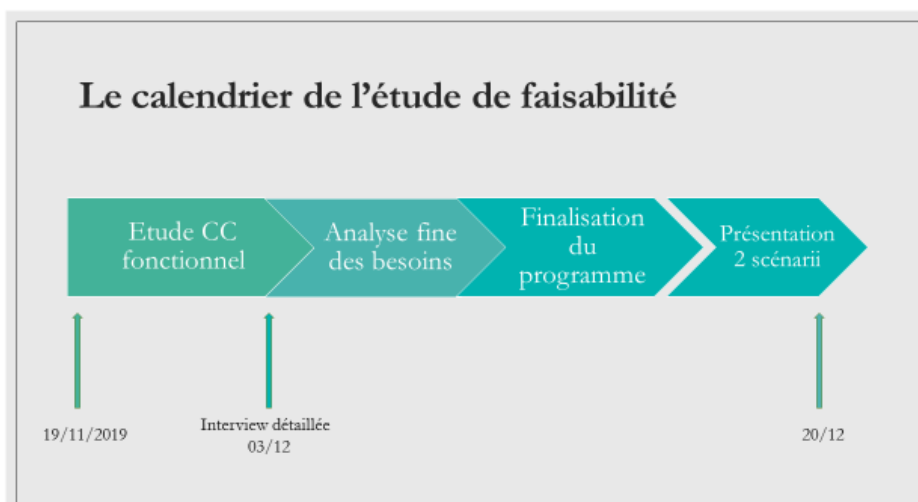 Le calendrier de l'étude de faisabilité
Etude CC
fonctionnel
Analyse fine
des besoins
Finalisation
du
programme
Présentation
2 scénarii
19/11/2019
Interview détaillée
03/12
20/12